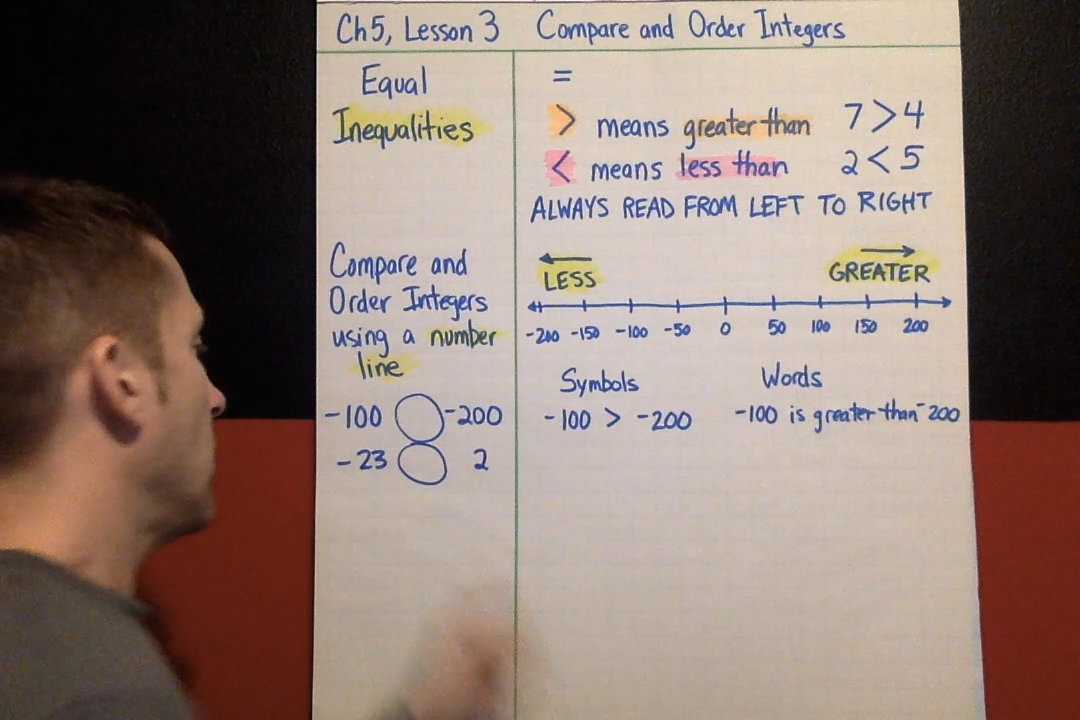 Ch 5, Lesson 3 Compare and Order Integers
Equal =
Inequalities > means greater than 7 > 4
< means less than 2 < 5
ALWAYS READ FROM LEFT TO RIGHT
Compare and
Order Integers
using a number
line
LESS GREATER
-200 -150 -100 -50 0 50 100 150 200
Symbols Words
-100 -200 -100 > -200 -100 is greater than -200
-23 2